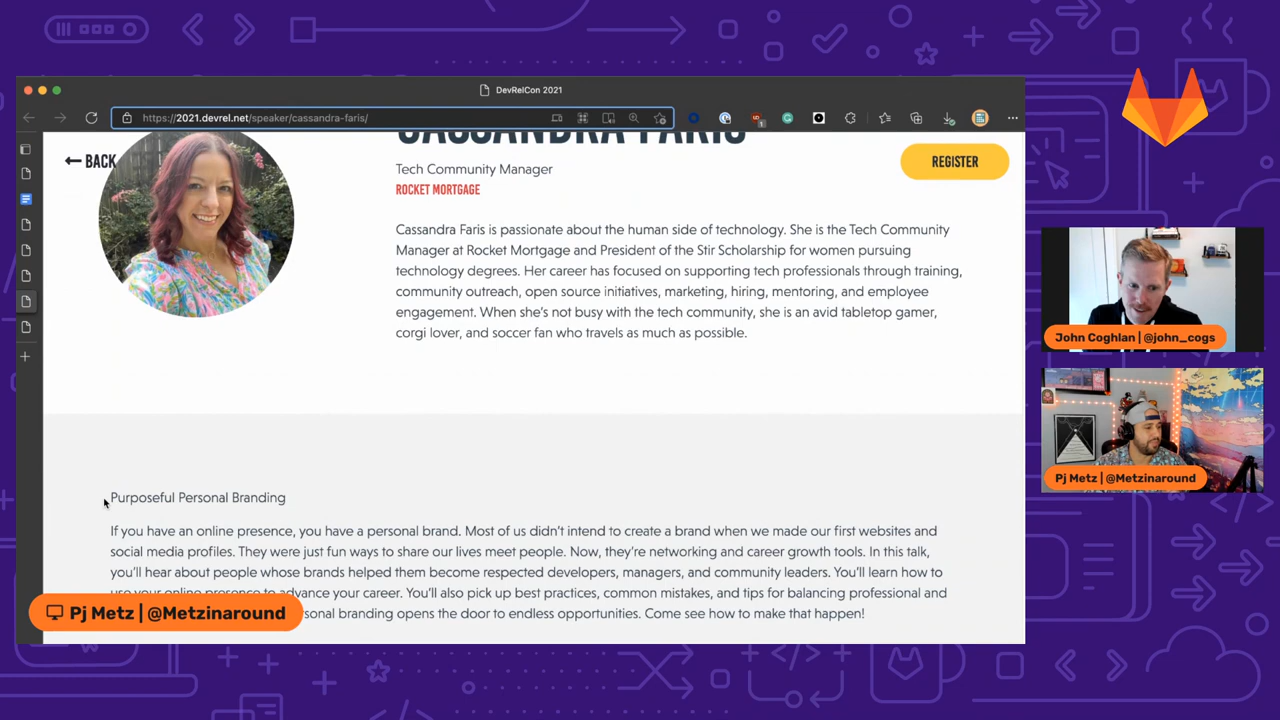 DevRelCon 2021
https://2021.devrel.net/speaker/cassandra-faris/
CASSANDRA FARIS
BACK
REGISTER
Tech Community Manager
ROCKET MORTGAGE
Cassandra Faris is passionate about the human side of technology. She is the Tech Community
Manager at Rocket Mortgage and President of the Stir Scholarship for women pursuing
technology degrees. Her career has focused on supporting tech professionals through training,
community outreach, open source initiatives, marketing, hiring, mentoring, and employee
engagement. When she's not busy with the tech community, she is an avid tabletop gamer,
corgi lover, and soccer fan who travels as much as possible.
Purposeful Personal Branding
If you have an online presence, you have a personal brand. Most of us didn't intend to create a brand when we made our first websites and
social media profiles. They were just fun ways to share our lives meet people. Now, they're networking and career growth tools. In this talk,
you'll hear about people whose brands helped them become respected developers, managers, and community leaders. You'll learn how to
use your online presence to advance your career. You'll also pick up best practices, common mistakes, and tips for balancing professional and
personal branding opens the door to endless opportunities. Come see how to make that happen!
Pj Metz | @Metzinaround
John Coghlan | @john_cogs
Pj Metz | @Metzinaround